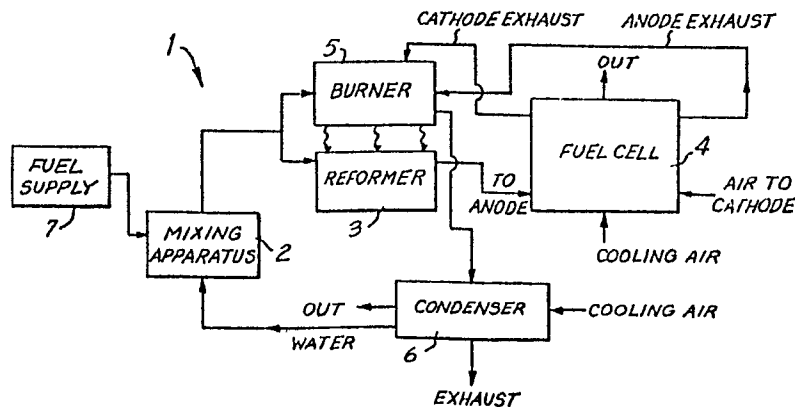 CATHODE EXHAUST
ANODE EXHAUST
1
5
OUT
BURNER
FUEL CELL
4
FUEL
SUPPLY
7
REFORMER
3
TO
ANODE
AIR TO
CATHODE
MIXING
APPARATUS
2
COOLING AIR
OUT
CONDENSER
COOLING AIR
WATER
6
EXHAUST